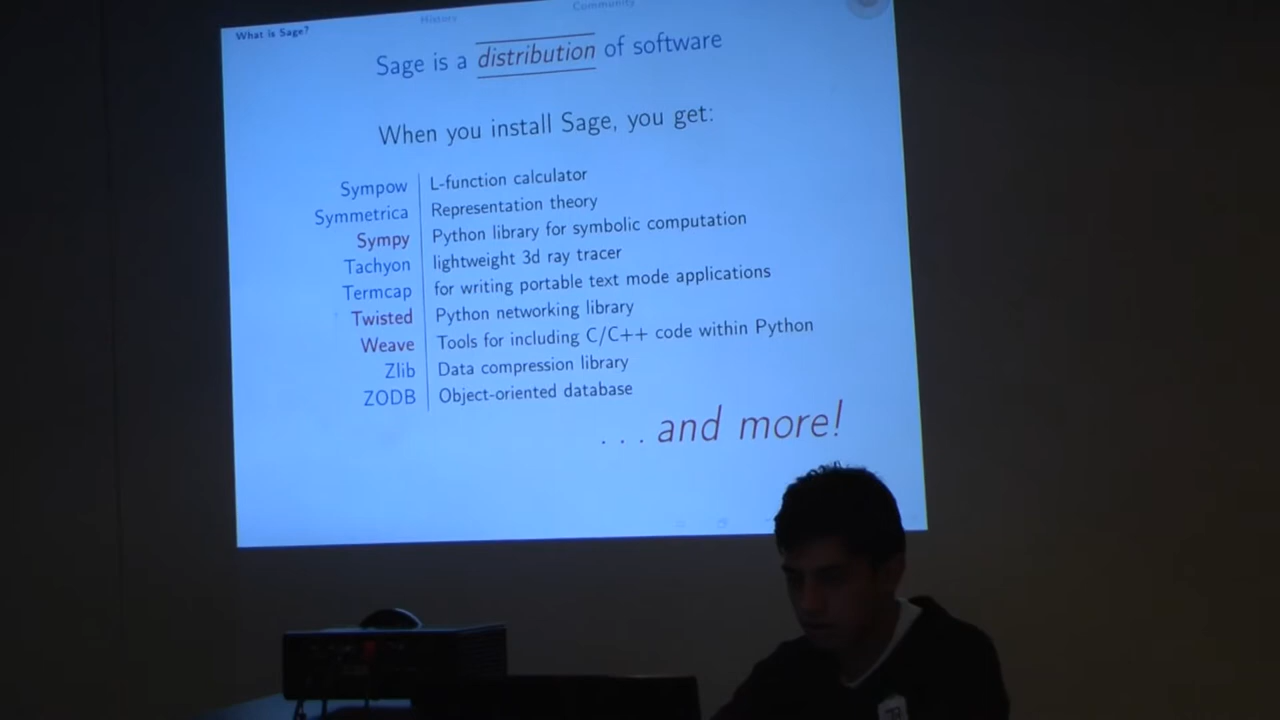 What is Sage?
History
Community
Sage is a distribution of software
When you install Sage, you get:
Sympow L-function calculator
Symmetrica Representation theory
Sympy Python library for symbolic computation
Tachyon lightweight 3d ray tracer
Termcap for writing portable text mode applications
Twisted Python networking library
Weave Tools for including C/C++ code within Python
Zlib Data compression library
ZODB Object-oriented database
...and more!